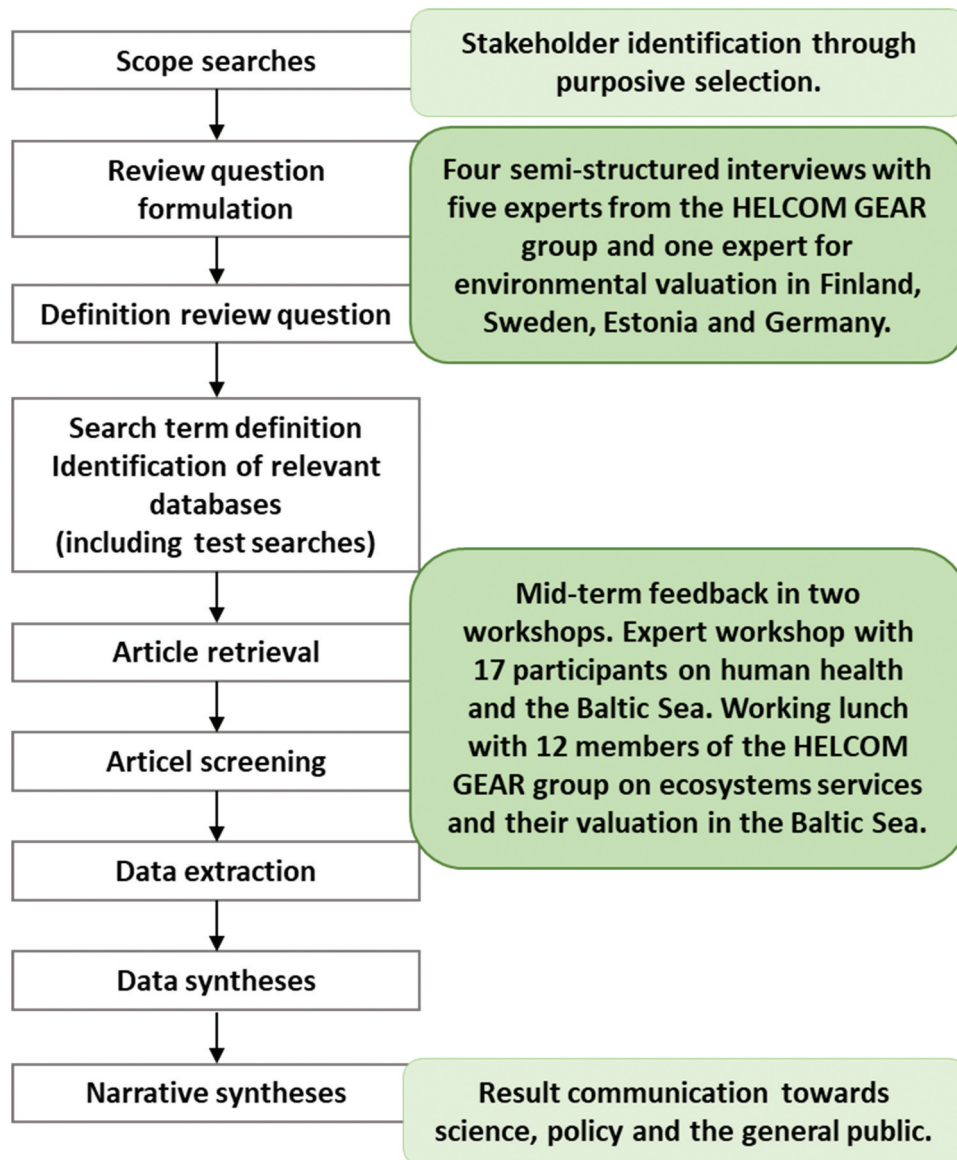 Scope searches
Stakeholder identification through
purposive selection.
Review question
formulation
Definition review question
Four semi-structured interviews with
five experts from the HELCOM GEAR
group and one expert for
environmental valuation in Finland,
Sweden, Estonia and Germany.
Search term definition
Identification of relevant
databases
(including test searches)
Article retrieval
Articel screening
Data extraction
Mid-term feedback in two
workshops. Expert workshop with
17 participants on human health
and the Baltic Sea. Working lunch
with 12 members of the HELCOM
GEAR group on ecosystems services
and their valuation in the Baltic Sea.
Data syntheses
Narrative syntheses
Result communication towards
science, policy and the general public.